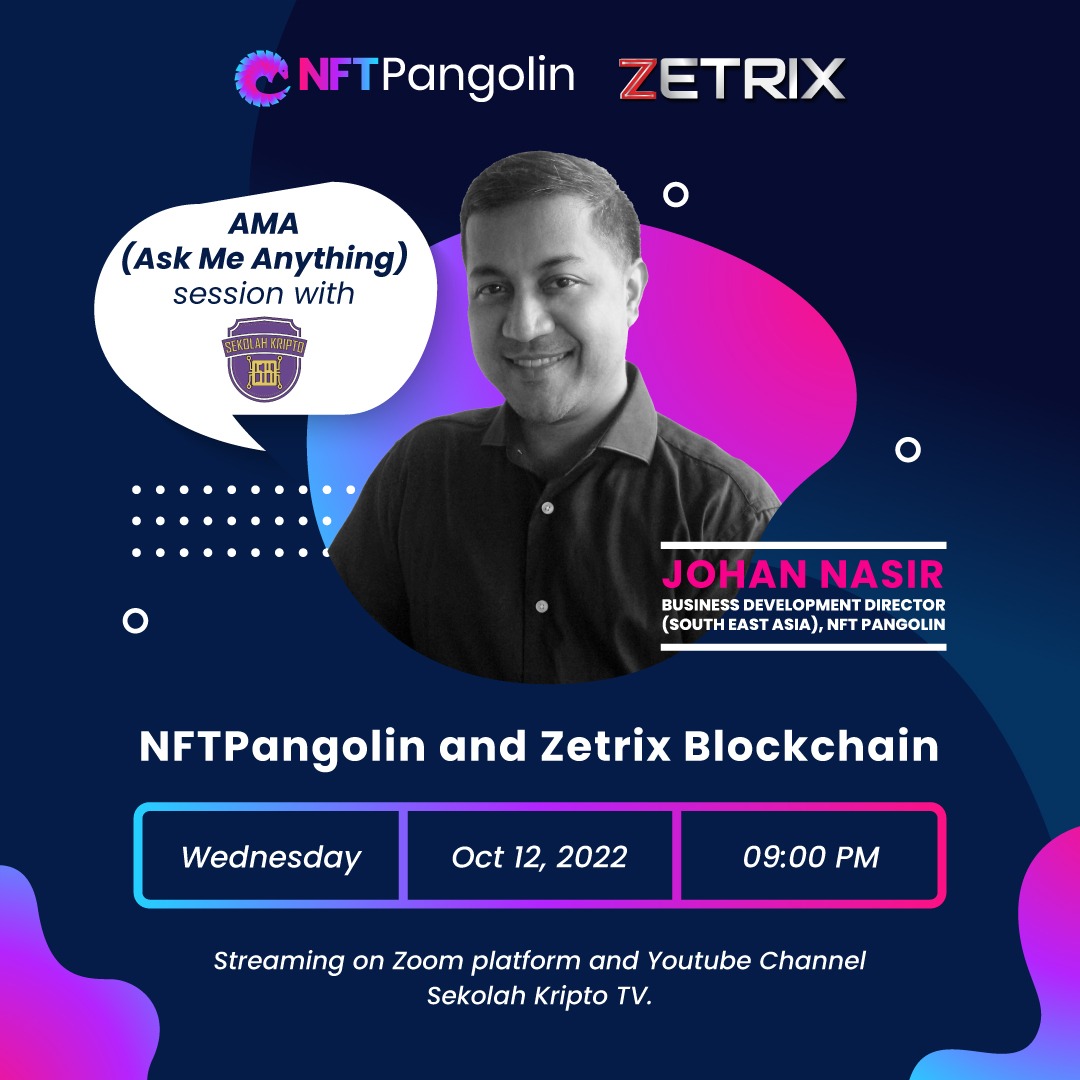 NFTPangolin
ZETRIX
AMA
(Ask Me Anything)
session with
SEKOLAH KRIPTO
JOHAN NASIR
BUSINESS DEVELOPMENT DIRECTOR
(SOUTH EAST ASIA), NFT PANGOLIN
NFTPangolin and Zetrix Blockchain
Wednesday
Oct 12, 2022
09:00 PM
Streaming on Zoom platform and Youtube Channel
Sekolah Kripto TV.